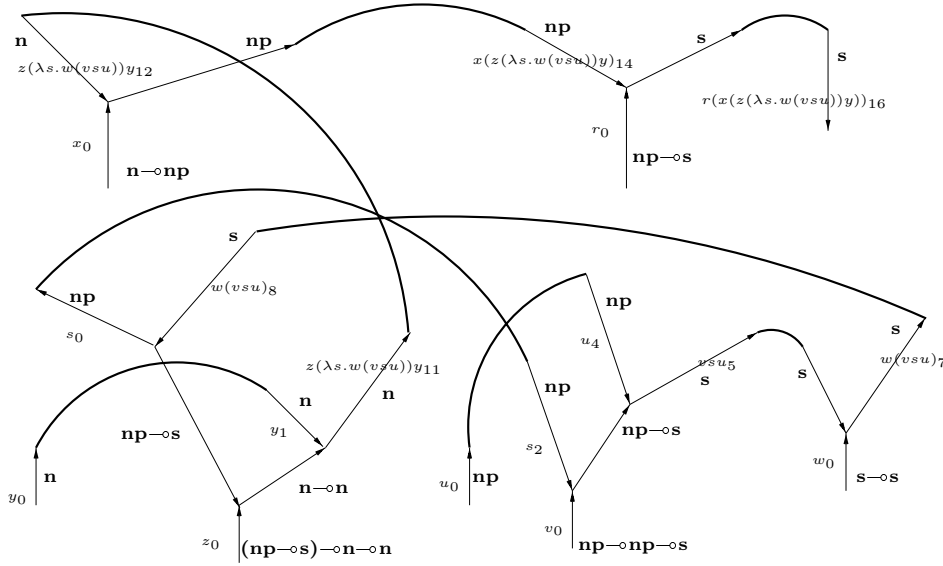 n
np
np
s
s
z(λs.w(vsu))y₁₂
x(z(λs.w(vsu))y)₁₄
r(x(z(λs.w(vsu))y))₁₆
x₀
r₀
n⊸np
np⊸s
s
np
s₀
w(vsu)₈
np
u₄
s
w(vsu)₇
z(λs.w(vsu))y₁₁
vsu₅
s
s
n
n
np
np⊸s
y₁
np⊸s
s₂
n
n⊸n
np
s⊸s
y₀
u₀
w₀
z₀
(np⊸s)⊸n⊸n
v₀
np⊸np⊸s